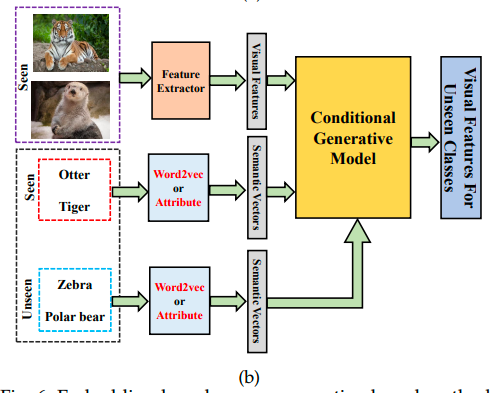 Seen
Feature
Extractor
Visual Features
Conditional
Generative
Model
Visual Features For
Unseen Classes
Seen
Otter
Tiger
Word2vec
or
Attribute
Semantic Vectors
Unseen
Zebra
Polar bear
Word2vec
or
Attribute
Semantic Vectors
(b)